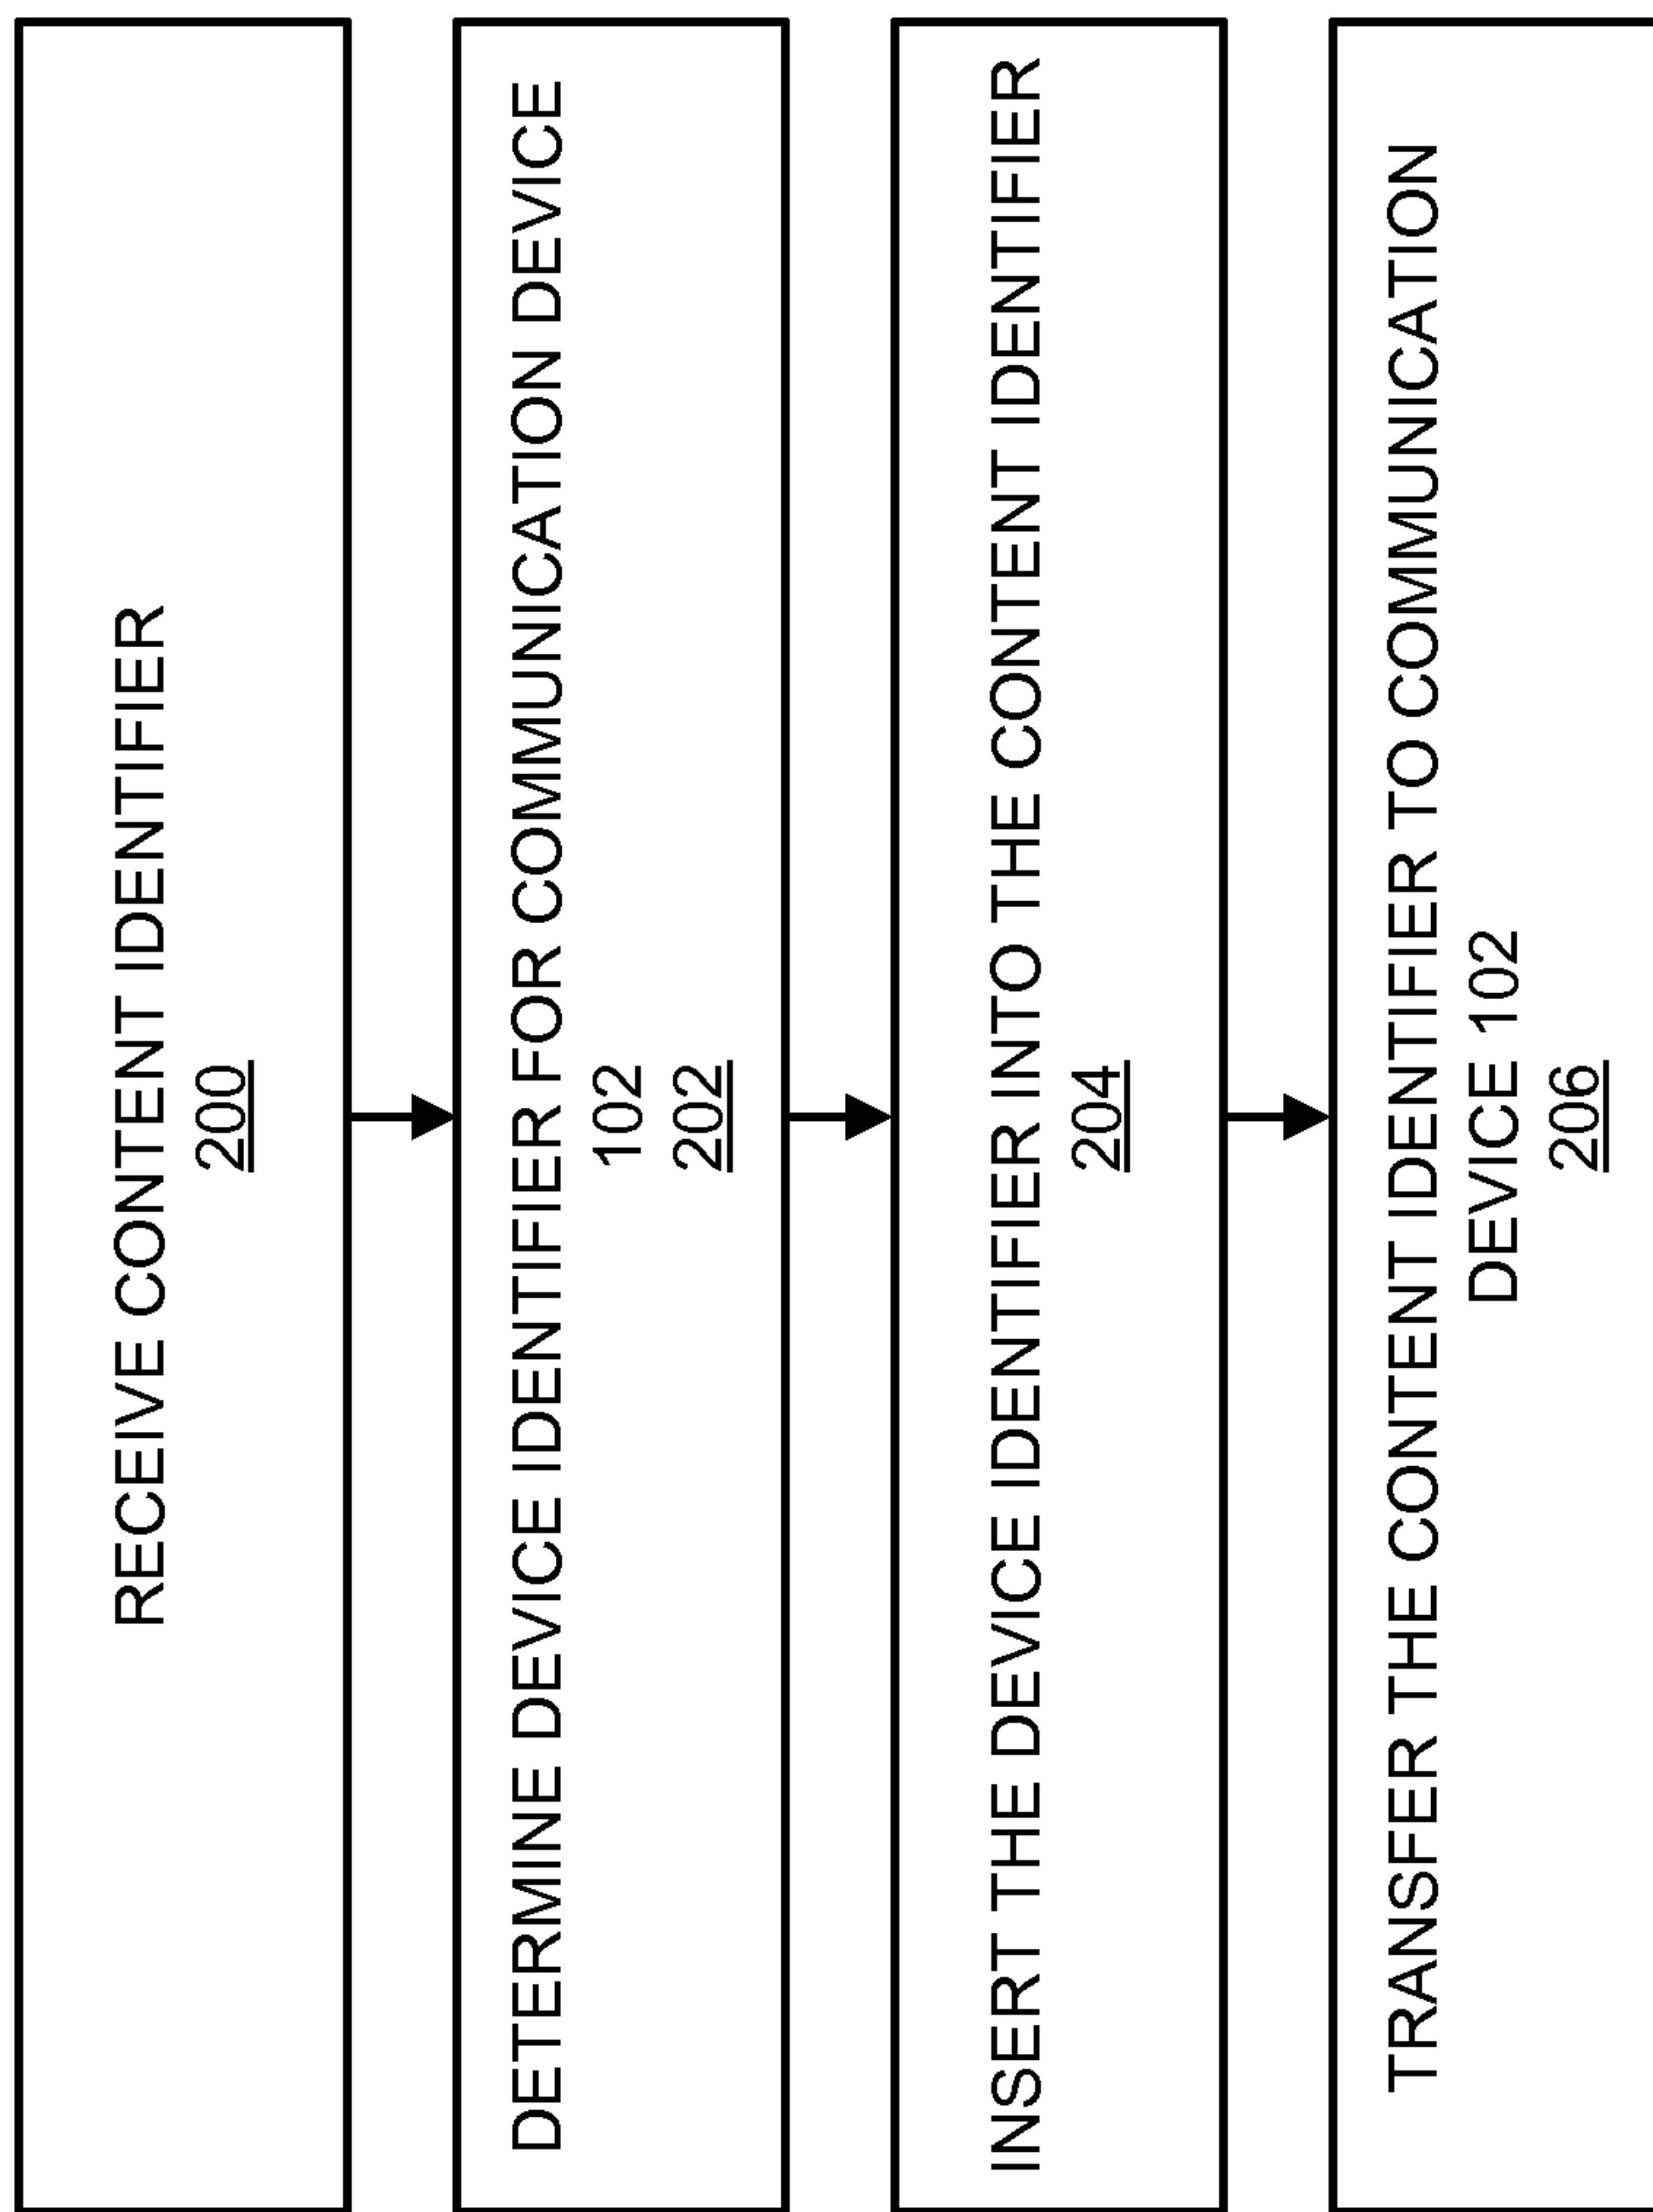 RECEIVE CONTENT IDENTIFIER
200
DETERMINE DEVICE IDENTIFIER FOR COMMUNICATION DEVICE
102
202
INSERT THE DEVICE IDENTIFIER INTO THE CONTENT IDENTIFIER
204
TRANSFER THE CONTENT IDENTIFIER TO COMMUNICATION
DEVICE 102
206